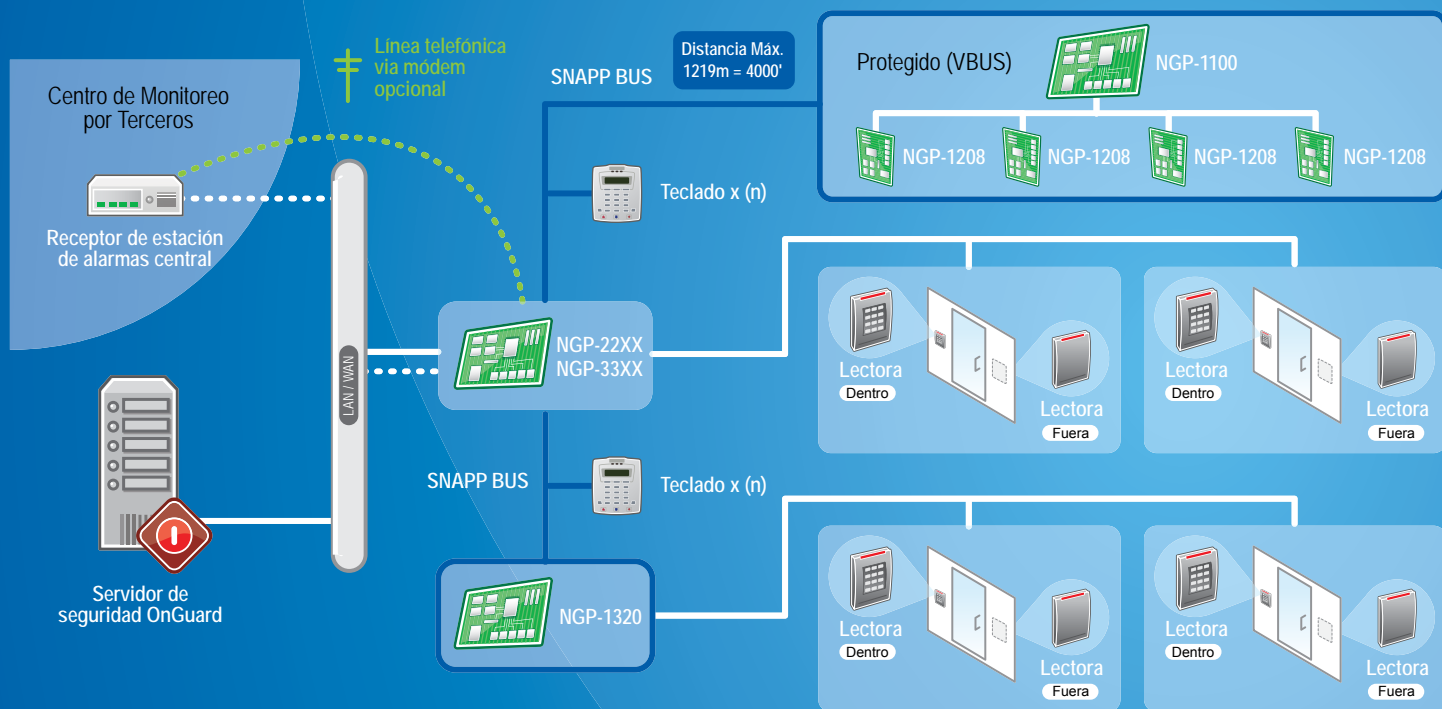 Centro de Monitoreo
por Terceros
Receptor de estación
de alarmas central
Línea telefónica
via módem
opcional
SNAPP BUS
Distancia Máx.
1219m = 4000'
Protegido (VBUS)
NGP-1100
NGP-1208
NGP-1208
NGP-1208
NGP-1208
Teclado x (n)
LAN / WAN
NGP-22XX
NGP-33XX
Lectora
Dentro
Lectora
Fuera
Lectora
Dentro
Lectora
Fuera
Servidor de
seguridad OnGuard
SNAPP BUS
Teclado x (n)
NGP-1320
Lectora
Dentro
Lectora
Fuera
Lectora
Dentro
Lectora
Fuera